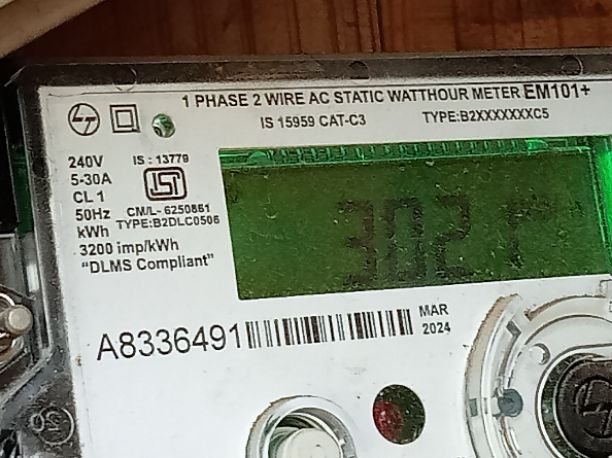 1 PHASE 2 WIRE AC STATIC WATTHOUR METER EM101+
IS 15959 CAT-C3 TYPE:B2XXXXXXXC5
240V IS : 13779
5-30A
CL 1
50Hz CM/L- 6250861
kWh TYPE:B2DLC0506
3200 imp/kWh
"DLMS Compliant"
302
A8336491
MAR
2024